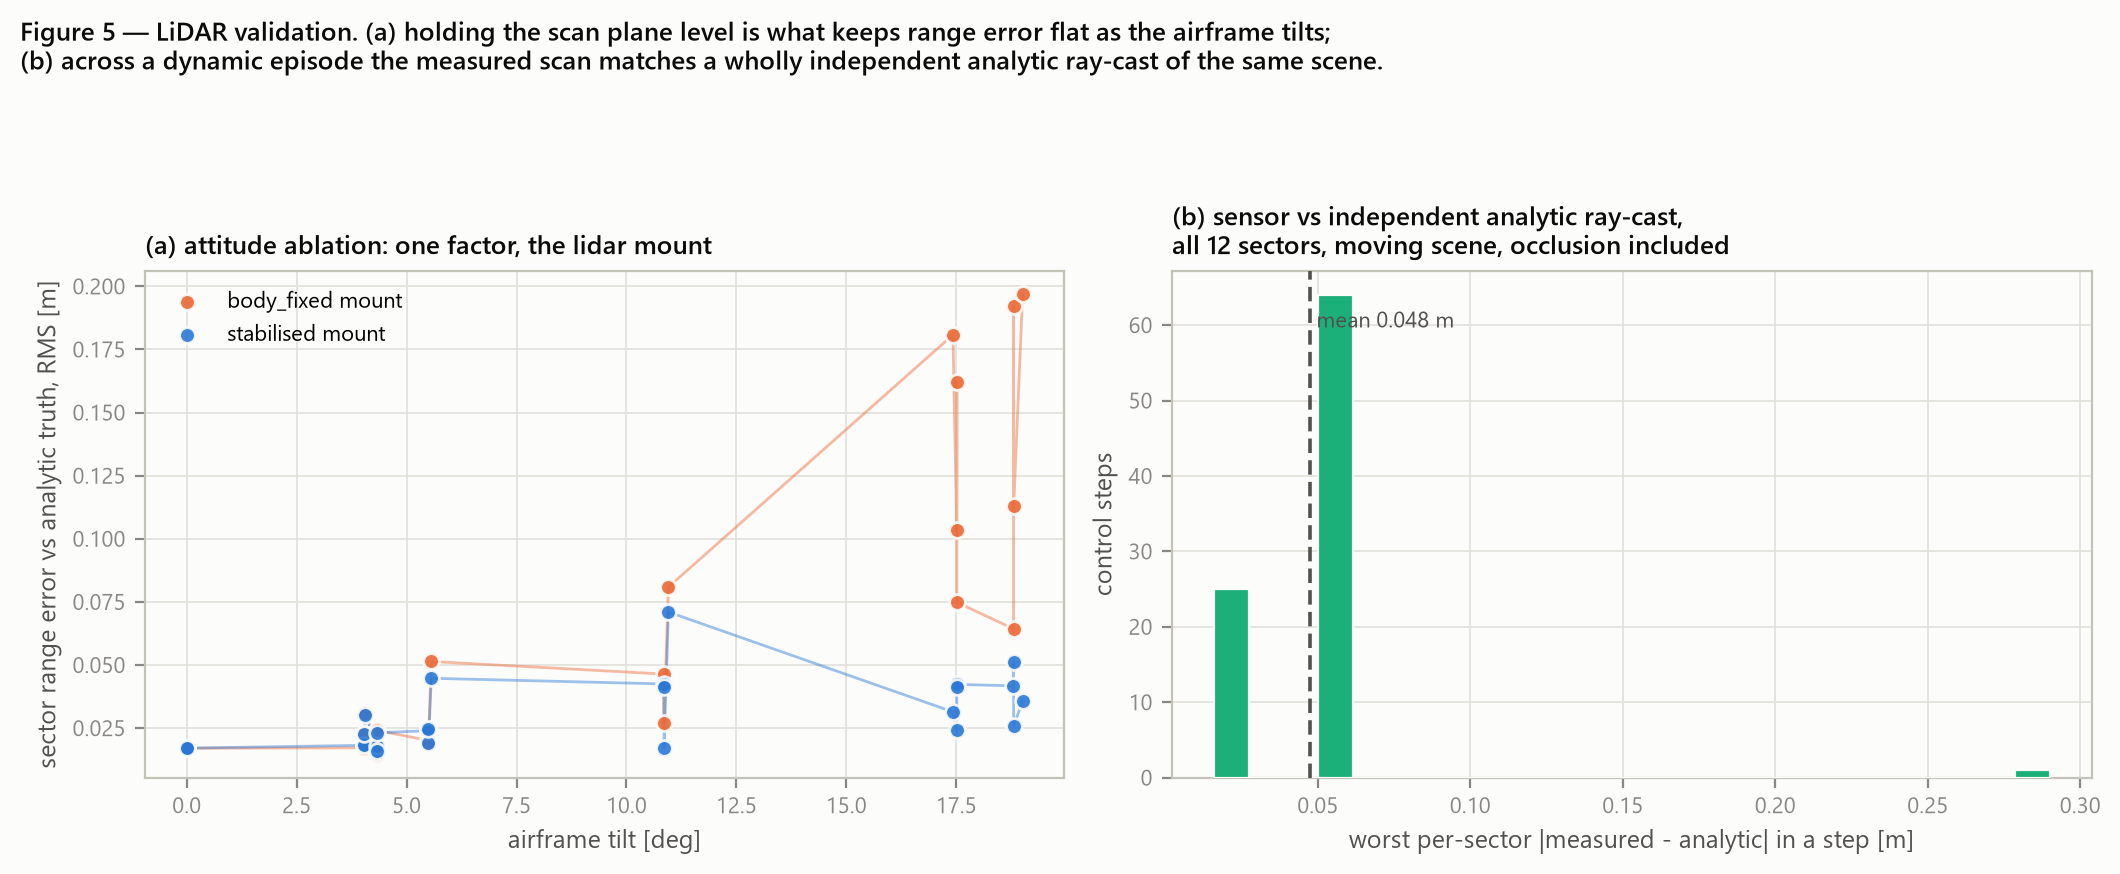 Figure 5 — LiDAR validation. (a) holding the scan plane level is what keeps range error flat as the airframe tilts;
(b) across a dynamic episode the measured scan matches a wholly independent analytic ray-cast of the same scene.
(a) attitude ablation: one factor, the lidar mount
sector range error vs analytic truth, RMS [m]
0.200
0.175
0.150
0.125
0.100
0.075
0.050
0.025
body_fixed mount
stabilised mount
0.0 2.5 5.0 7.5 10.0 12.5 15.0 17.5
airframe tilt [deg]
(b) sensor vs independent analytic ray-cast,
all 12 sectors, moving scene, occlusion included
control steps
60
50
40
30
20
10
0
mean 0.048 m
0.05 0.10 0.15 0.20 0.25 0.30
worst per-sector |measured - analytic| in a step [m]